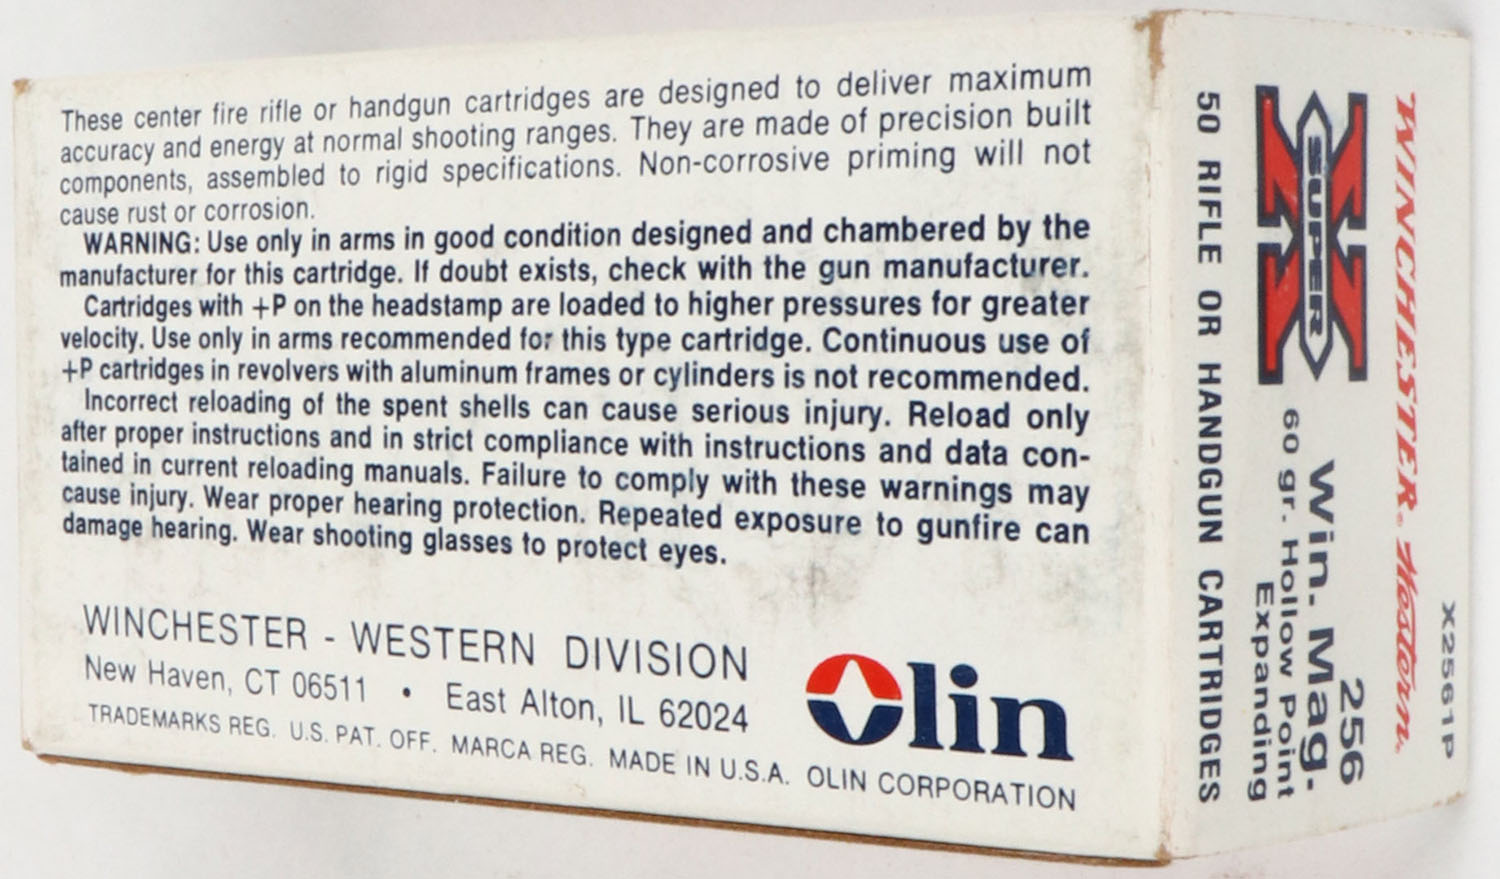 These center fire rifle or handgun cartridges are designed to deliver maximum
accuracy and energy at normal shooting ranges. They are made of precision built
components, assembled to rigid specifications. Non-corrosive priming will not
cause rust or corrosion.
WARNING: Use only in arms in good condition designed and chambered by the
manufacturer for this cartridge. If doubt exists, check with the gun manufacturer.
Cartridges with +P on the headstamp are loaded to higher pressures for greater
velocity. Use only in arms recommended for this type cartridge. Continuous use of
+P cartridges in revolvers with aluminum frames or cylinders is not recommended.
Incorrect reloading of the spent shells can cause serious injury. Reload only
after proper instructions and in strict compliance with instructions and data con-
tained in current reloading manuals. Failure to comply with these warnings may
cause injury. Wear proper hearing protection. Repeated exposure to gunfire can
damage hearing. Wear shooting glasses to protect eyes.
WINCHESTER - WESTERN DIVISION
New Haven, CT 06511 • East Alton, IL 62024
TRADEMARKS REG. U.S. PAT. OFF. MARCA REG. MADE IN U.S.A. OLIN CORPORATION
Olin
X2561P
WINCHESTER® Western®
X SUPER
256
Win. Mag.
60 gr. Hollow Point
Expanding
50 RIFLE OR HANDGUN CARTRIDGES